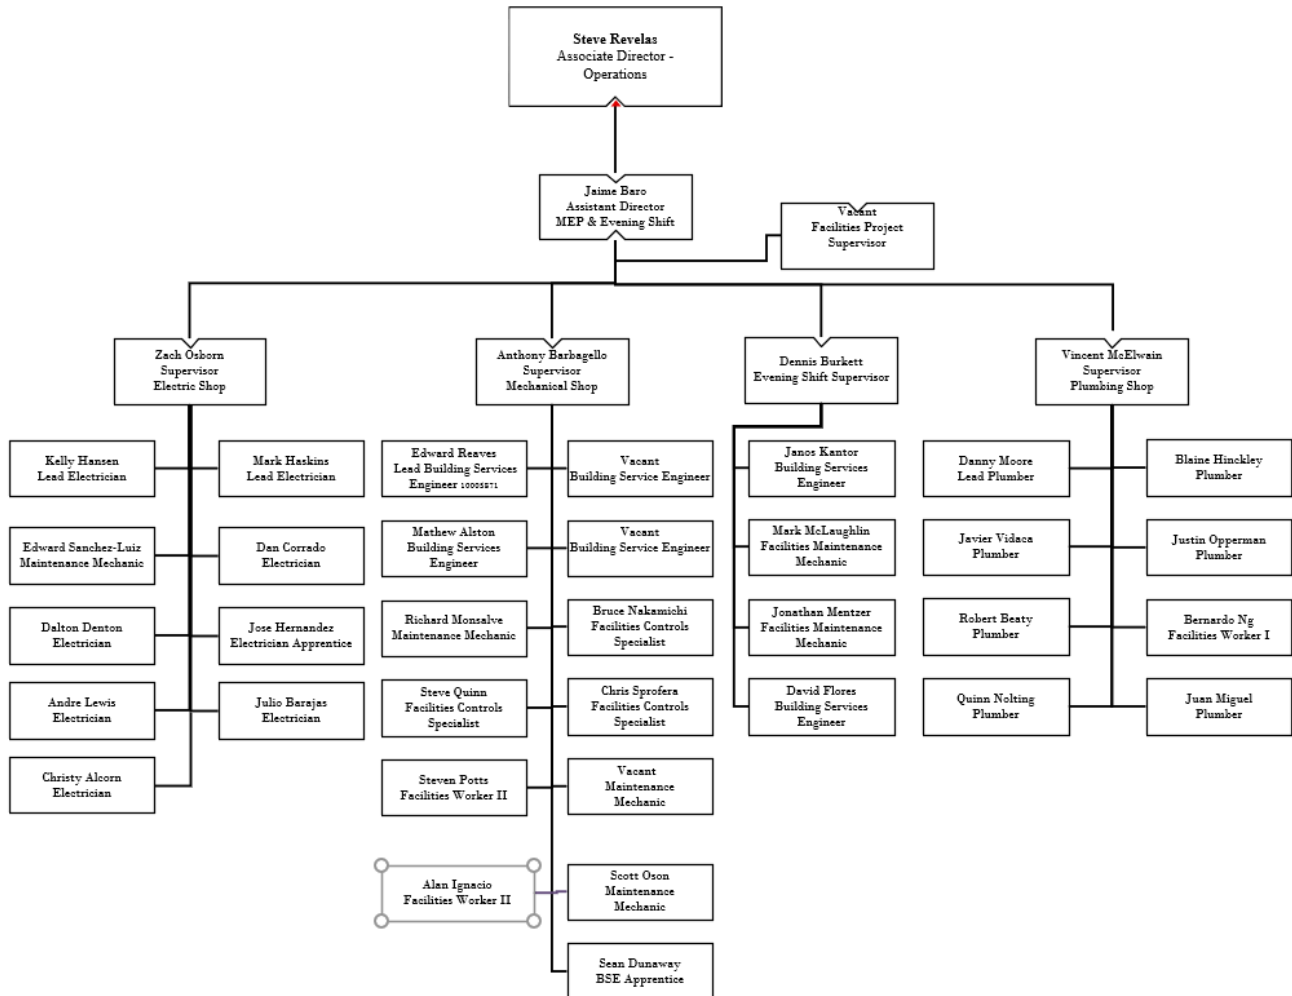 Steve Revelas
Associate Director -
Operations
Jaime Baro
Assistant Director
MEP & Evening Shift
Vacant
Facilities Project
Supervisor
Zach Osborn
Supervisor
Electric Shop
Anthony Barbagello
Supervisor
Mechanical Shop
Dennis Burkett
Evening Shift Supervisor
Vincent McElwain
Supervisor
Plumbing Shop
Kelly Hansen
Lead Electrician
Mark Haskins
Lead Electrician
Edward Reaves
Lead Building Services
Engineer 10005871
Vacant
Building Service Engineer
Janos Kantor
Building Services
Engineer
Danny Moore
Lead Plumber
Blaine Hinckley
Plumber
Edward Sanchez-Luiz
Maintenance Mechanic
Dan Corrado
Electrician
Mathew Alston
Building Services
Engineer
Vacant
Building Service Engineer
Mark McLaughlin
Facilities Maintenance
Mechanic
Javier Vidaca
Plumber
Justin Opperman
Plumber
Dalton Denton
Electrician
Jose Hernandez
Electrician Apprentice
Richard Monsalve
Maintenance Mechanic
Bruce Nakamichi
Facilities Controls
Specialist
Jonathan Mentzer
Facilities Maintenance
Mechanic
Robert Beaty
Plumber
Bernardo Ng
Facilities Worker I
Andre Lewis
Electrician
Julio Barajas
Electrician
Steve Quinn
Facilities Controls
Specialist
Chris Sprofera
Facilities Controls
Specialist
David Flores
Building Services
Engineer
Quinn Nolting
Plumber
Juan Miguel
Plumber
Christy Alcorn
Electrician
Steven Potts
Facilities Worker II
Vacant
Maintenance
Mechanic
Alan Ignacio
Facilities Worker II
Scott Oson
Maintenance
Mechanic
Sean Dunaway
BSE Apprentice